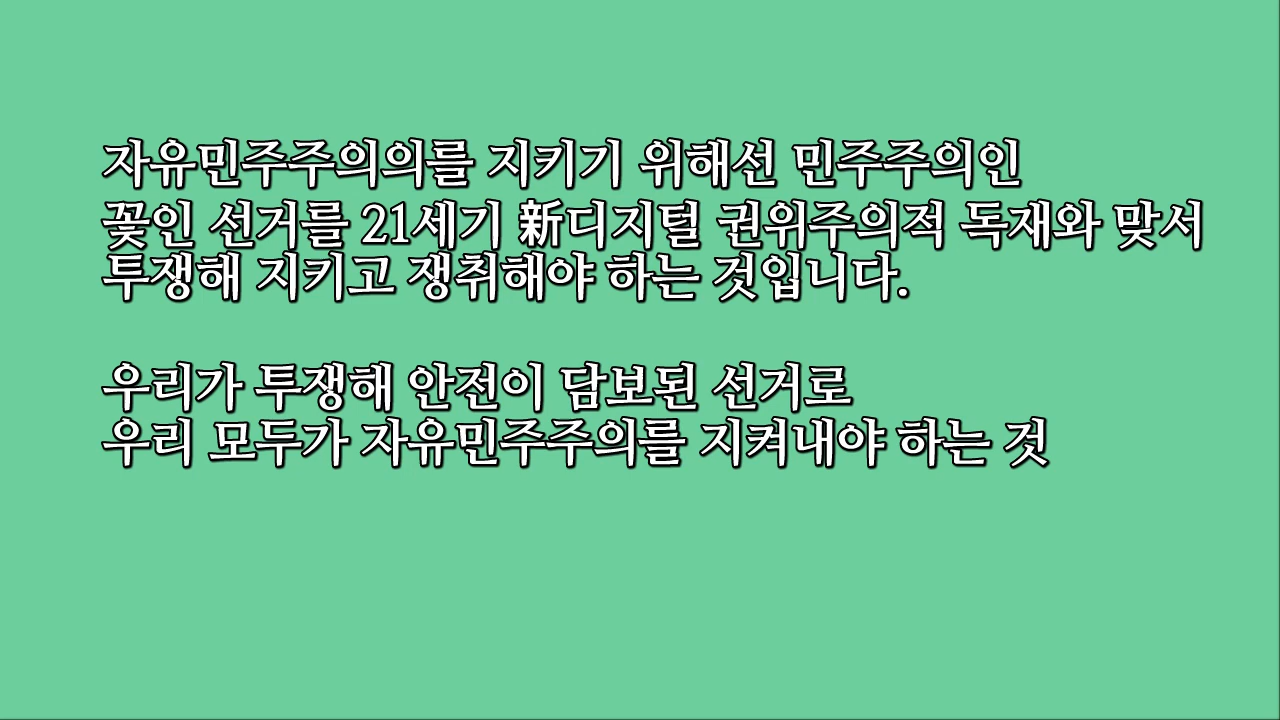 자유민주주의의를 지키기 위해선 민주주의인
꽃인 선거를 21세기 新디지털 권위주의적 독재와 맞서
투쟁해 지키고 쟁취해야 하는 것입니다.
우리가 투쟁해 안전이 담보된 선거로
우리 모두가 자유민주주의를 지켜내야 하는 것